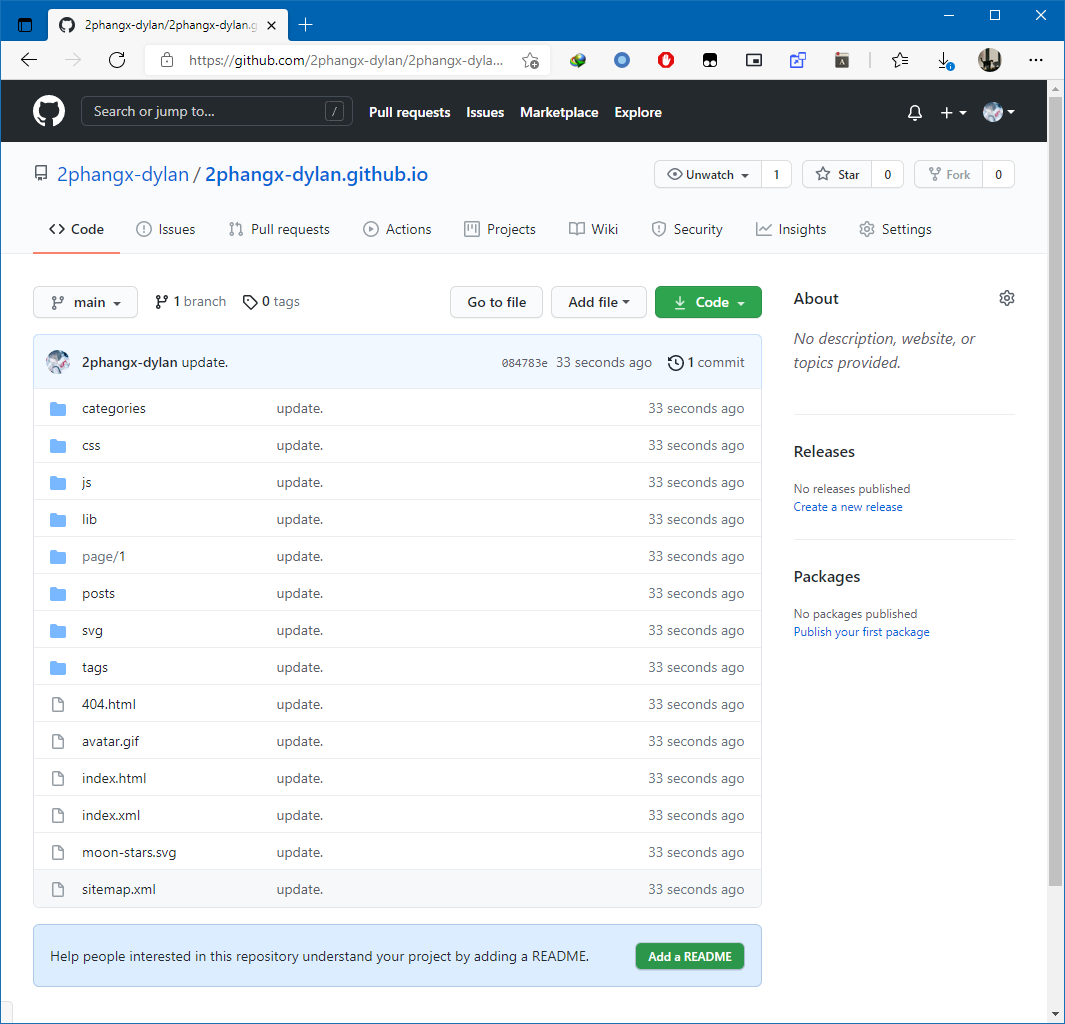 2phangx-dylan/2phangx-dylan.g
https://github.com/2phangx-dylan/2phangx-dyla...
Search or jump to... / Pull requests Issues Marketplace Explore
2phangx-dylan / 2phangx-dylan.github.io Unwatch 1 Star 0 Fork 0
Code Issues Pull requests Actions Projects Wiki Security Insights Settings
main 1 branch 0 tags Go to file Add file Code
2phangx-dylan update. 084783e 33 seconds ago 1 commit
categories update. 33 seconds ago
css update. 33 seconds ago
js update. 33 seconds ago
lib update. 33 seconds ago
page/1 update. 33 seconds ago
posts update. 33 seconds ago
svg update. 33 seconds ago
tags update. 33 seconds ago
404.html update. 33 seconds ago
avatar.gif update. 33 seconds ago
index.html update. 33 seconds ago
index.xml update. 33 seconds ago
moon-stars.svg update. 33 seconds ago
sitemap.xml update. 33 seconds ago
Help people interested in this repository understand your project by adding a README. Add a README
About
No description, website, or
topics provided.
Releases
No releases published
Create a new release
Packages
No packages published
Publish your first package